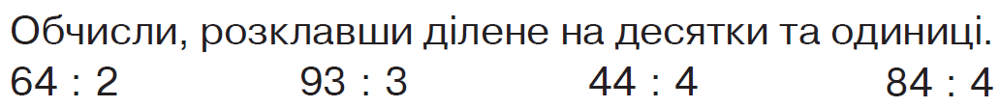 Обчисли, розклавши ділене на десятки та одиниці.
64 : 2 93 : 3 44 : 4 84 : 4